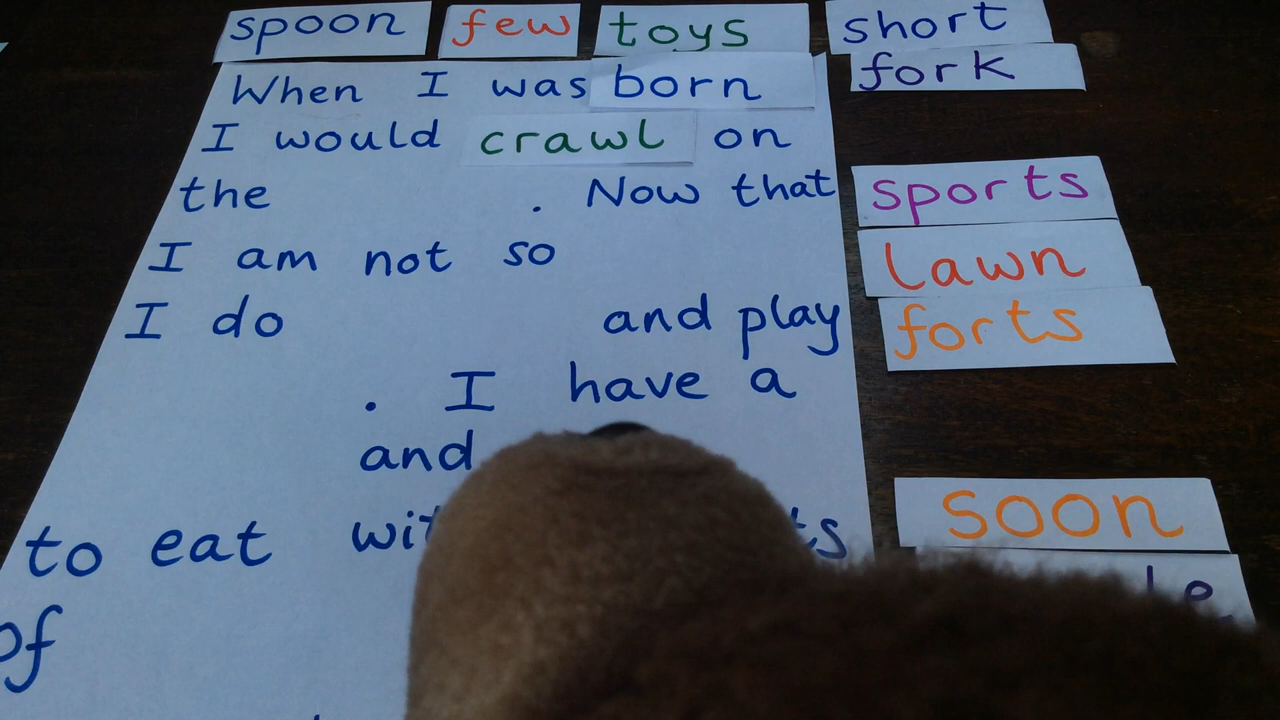 spoon few toys short
fork
When I was born
I would crawl on
the . Now that
sports
I am not so
lawn
I do and play
forts
. I have a
and
soon
to eat
of